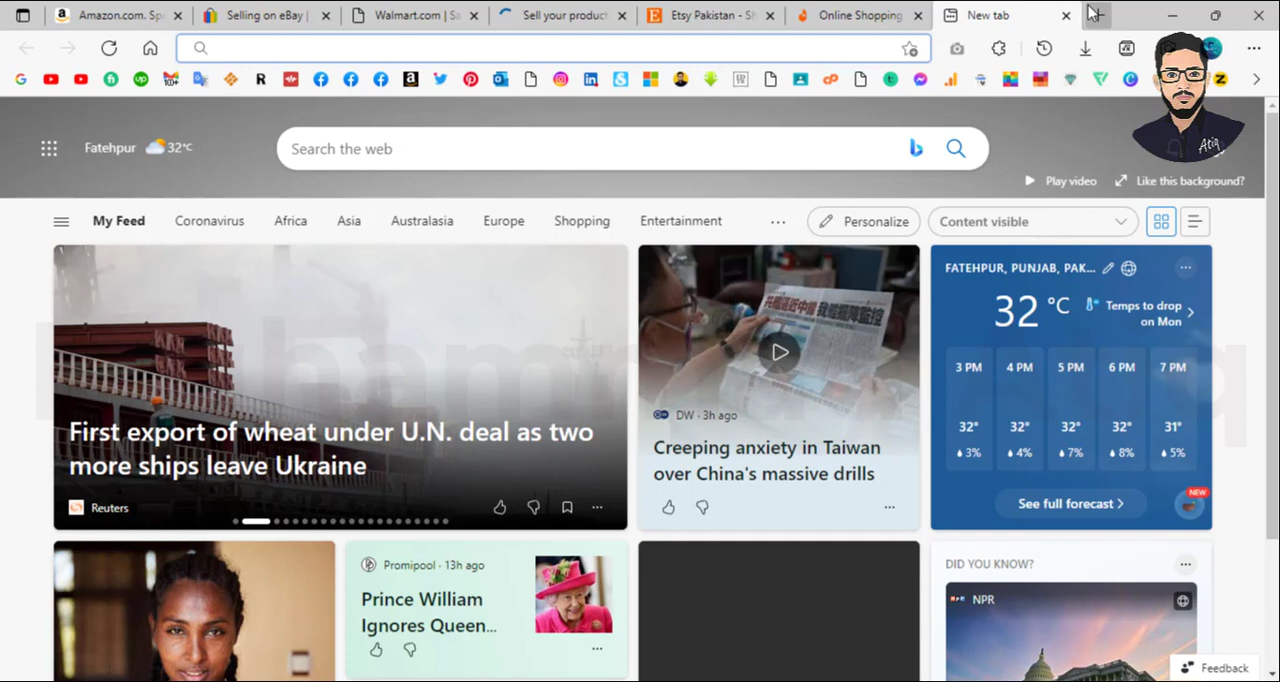 Amazon.com. Sp
Selling on eBay |
Walmart.com | Sa
Sell your product
Etsy Pakistan - Sh
Online Shopping
New tab
100+
Fatehpur 32°C
Search the web
Atiq
Play video
Like this background?
My Feed
Coronavirus
Africa
Asia
Australasia
Europe
Shopping
Entertainment
Personalize
Content visible
First export of wheat under U.N. deal as two
more ships leave Ukraine
Reuters
DW · 3h ago
Creeping anxiety in Taiwan
over China's massive drills
FATEHPUR, PUNJAB, PAK...
32 °C
Temps to drop
on Mon
3 PM 4 PM 5 PM 6 PM 7 PM
32° 32° 32° 32° 31°
3% 4% 7% 8% 5%
See full forecast
NEW
Promipool · 13h ago
Prince William
Ignores Queen...
DID YOU KNOW?
NPR
Feedback